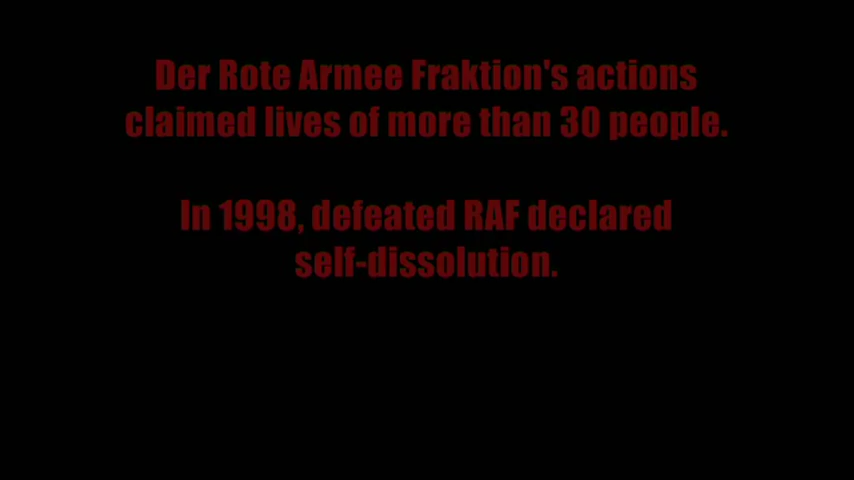 Der Rote Armee Fraktion's actions
claimed lives of more than 30 people.
In 1998, defeated RAF declared
self-dissolution.